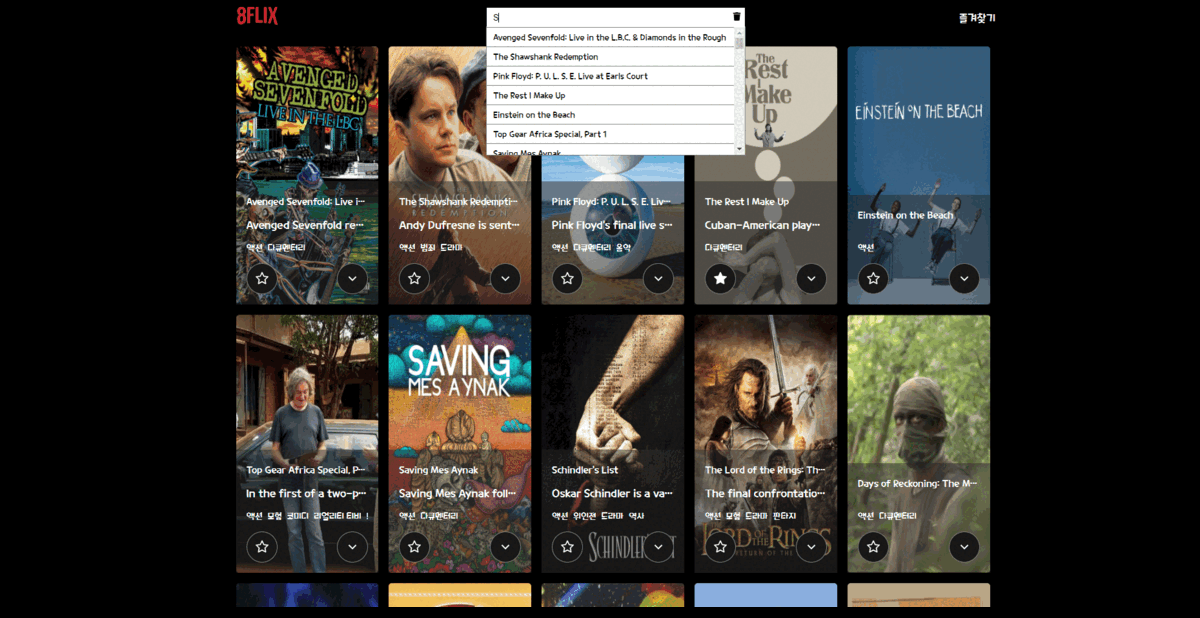 8FLIX
S
즐겨찾기
Avenged Sevenfold: Live in the L.B.C. & Diamonds in the Rough
The Shawshank Redemption
Pink Floyd: P. U. L. S. E. Live at Earls Court
The Rest I Make Up
Einstein on the Beach
Top Gear Africa Special, Part 1
Saving Mes Aynak
AVENGED
SEVENFOLD
LIVE IN THE LBC
The
Rest I
Make
Up
EINSTEIN ON THE BEACH
Avenged Sevenfold: Live i…
Avenged Sevenfold re…
액션 다큐멘터리
REDEMPTION
The Shawshank Redempti…
Andy Dufresne is sent…
액션 범죄 드라마
Pink Floyd: P. U. L. S. E. Liv…
Pink Floyd's final live s…
액션 다큐멘터리 음악
The Rest I Make Up
Cuban-American play…
다큐멘터리
Einstein on the Beach
액션
SAVING
MES AYNAK
Top Gear Africa Special, P…
In the first of a two-p…
액션 모험 코미디 리얼리티 티비 !
Saving Mes Aynak
Saving Mes Aynak foll…
액션 다큐멘터리
Schindler's List
Oskar Schindler is a va…
액션 위인전 드라마 역사
SCHINDLER
The Lord of the Rings: Th…
The final confrontatio…
액션 모험 드라마 판타지
LORD OF THE RINGS
RETURN OF THE
Days of Reckoning: The M…
액션 다큐멘터리